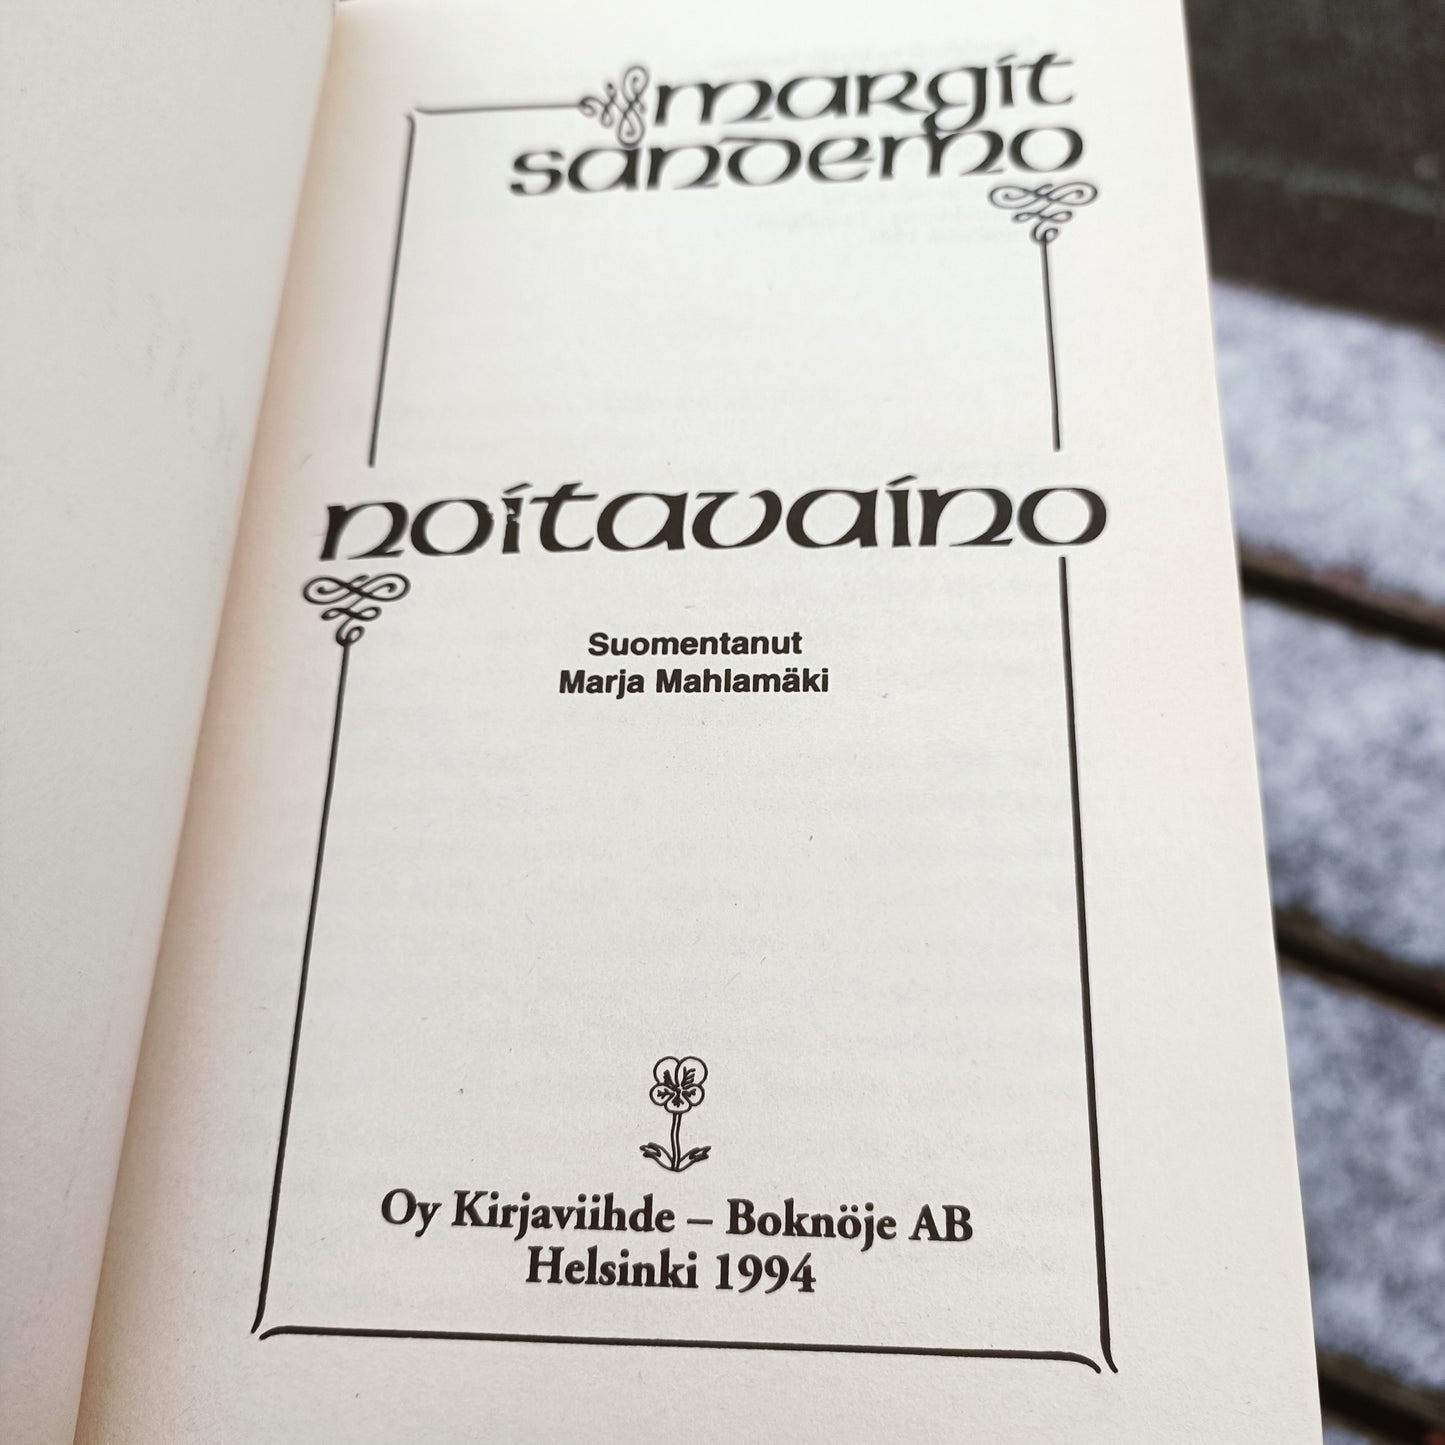 margit
sandemo
noitavaino
Suomentanut
Marja Mahlamäki
Oy Kirjaviihde – Boknöje AB
Helsinki 1994